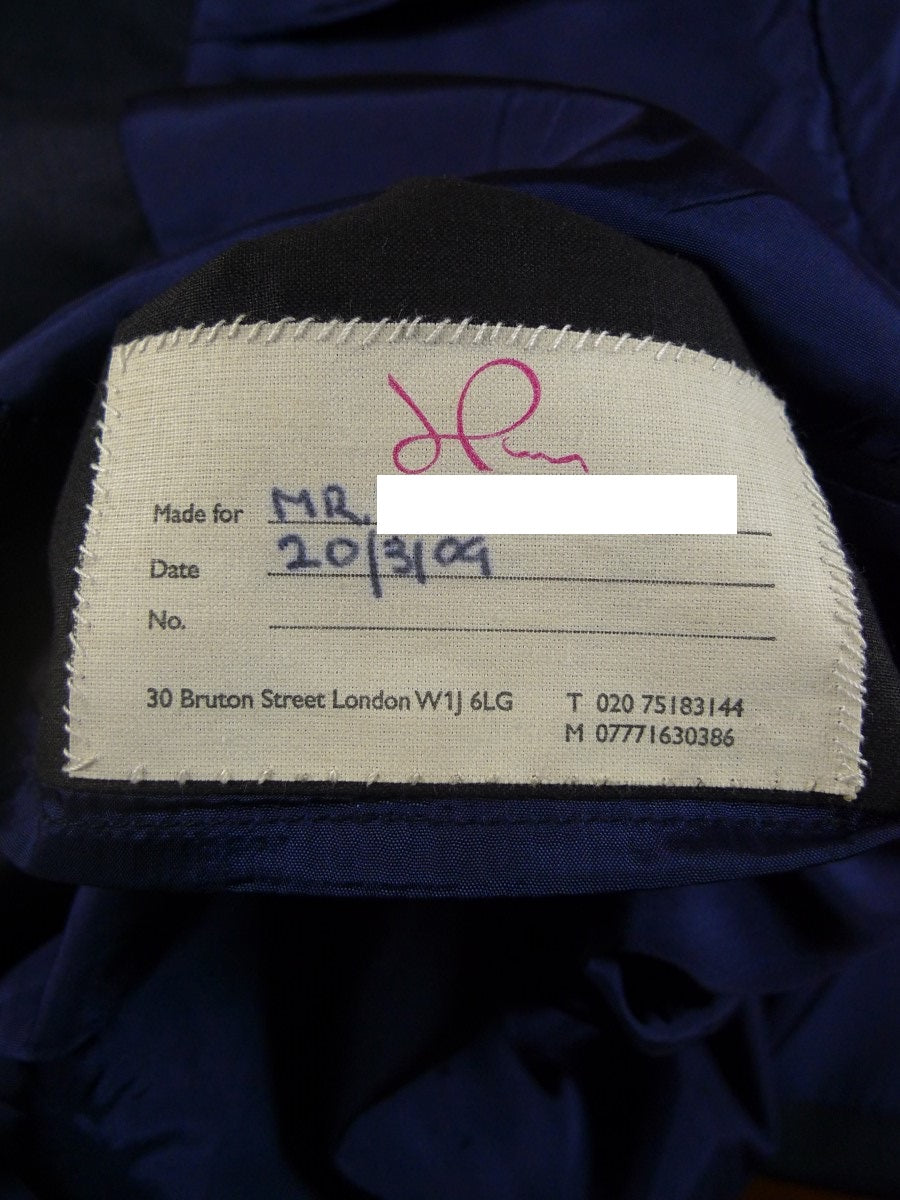 Made for MR.
Date 20/3/09
No.
30 Bruton Street London W1J 6LG T 020 75183144
M 07771630386